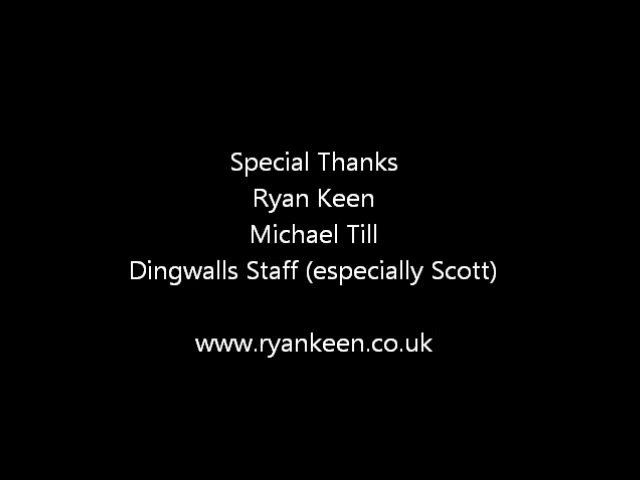 Special Thanks
Ryan Keen
Michael Till
Dingwalls Staff (especially Scott)
www.ryankeen.co.uk